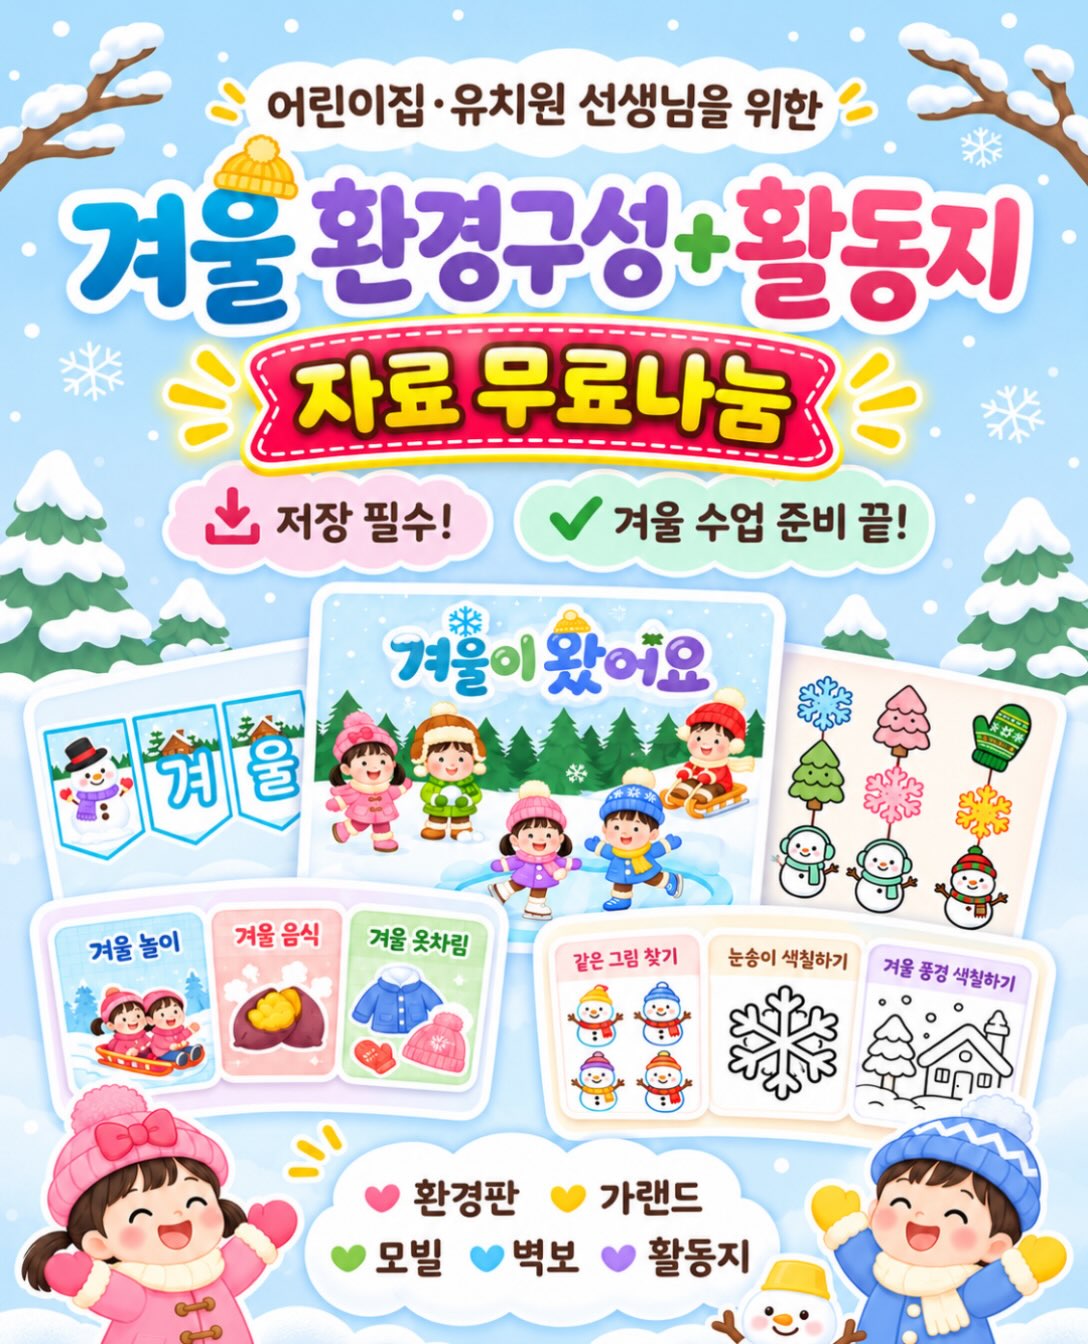 어린이집·유치원 선생님을 위한
겨울 환경구성+활동지
자료 무료나눔
저장 필수!
겨울 수업 준비 끝!
겨울이 왔어요
겨울
겨울 놀이
겨울 음식
겨울 옷차림
같은 그림 찾기
눈송이 색칠하기
겨울 풍경 색칠하기
환경판 가랜드
모빌 벽보 활동지